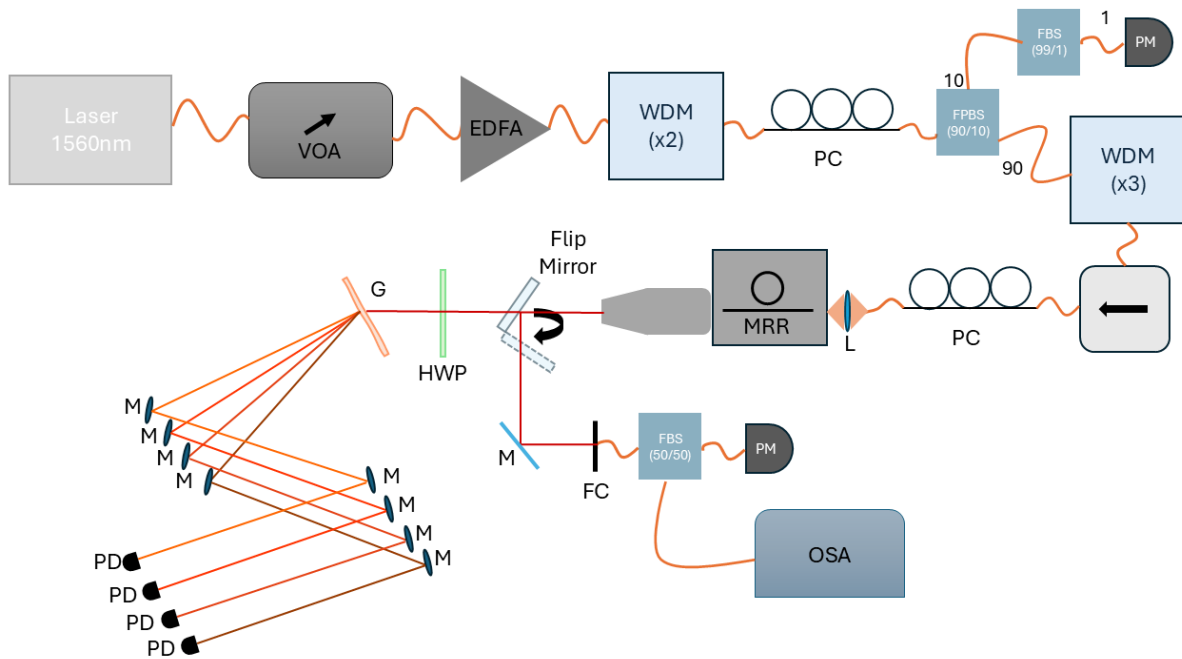 Laser
1560nm
VOA
EDFA
WDM
(x2)
PC
FPBS
(90/10)
10
90
FBS
(99/1)
1
PM
WDM
(x3)
PC
L
MRR
Flip
Mirror
HWP
G
M
M
M
M
M
M
M
M
PD
PD
PD
PD
M
FC
FBS
(50/50)
PM
OSA